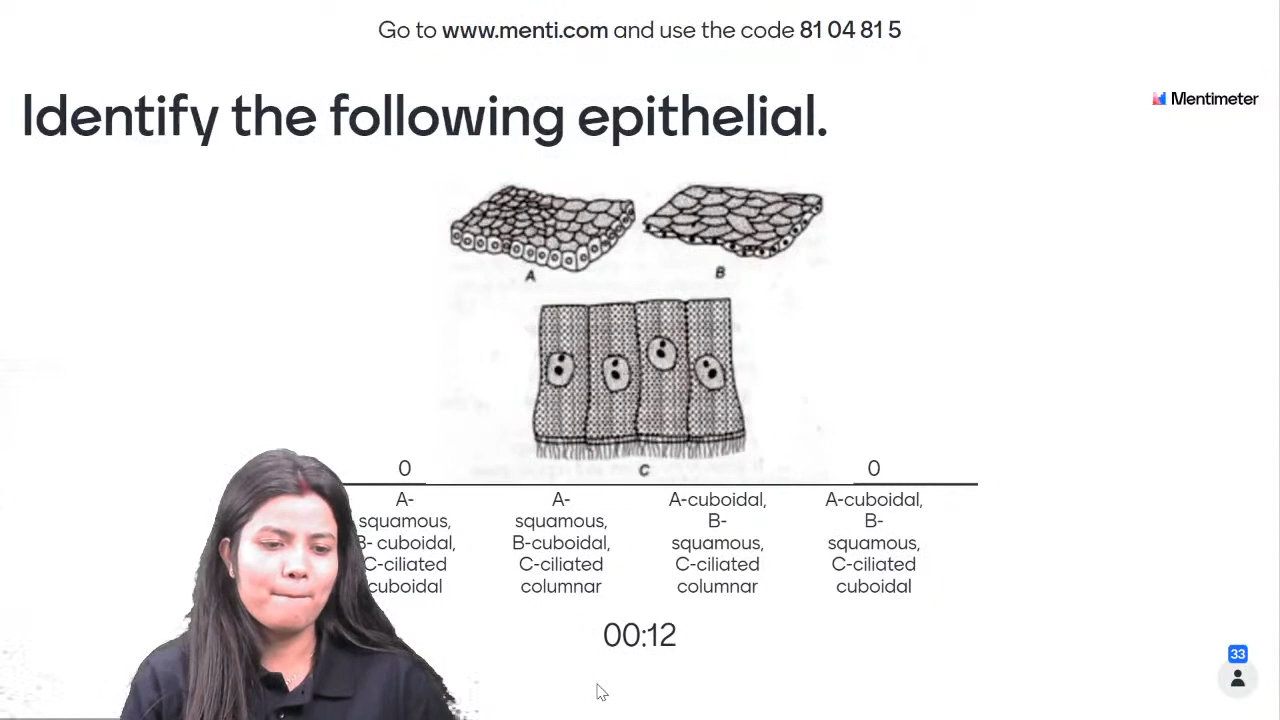 Go to www.menti.com and use the code 81 04 81 5
Identify the following epithelial.
Mentimeter
A
B
C
0
0
A-
squamous,
B- cuboidal,
C-ciliated
cuboidal
A-
squamous,
B-cuboidal,
C-ciliated
columnar
A-cuboidal,
B-
squamous,
C-ciliated
columnar
A-cuboidal,
B-
squamous,
C-ciliated
cuboidal
00:12
33